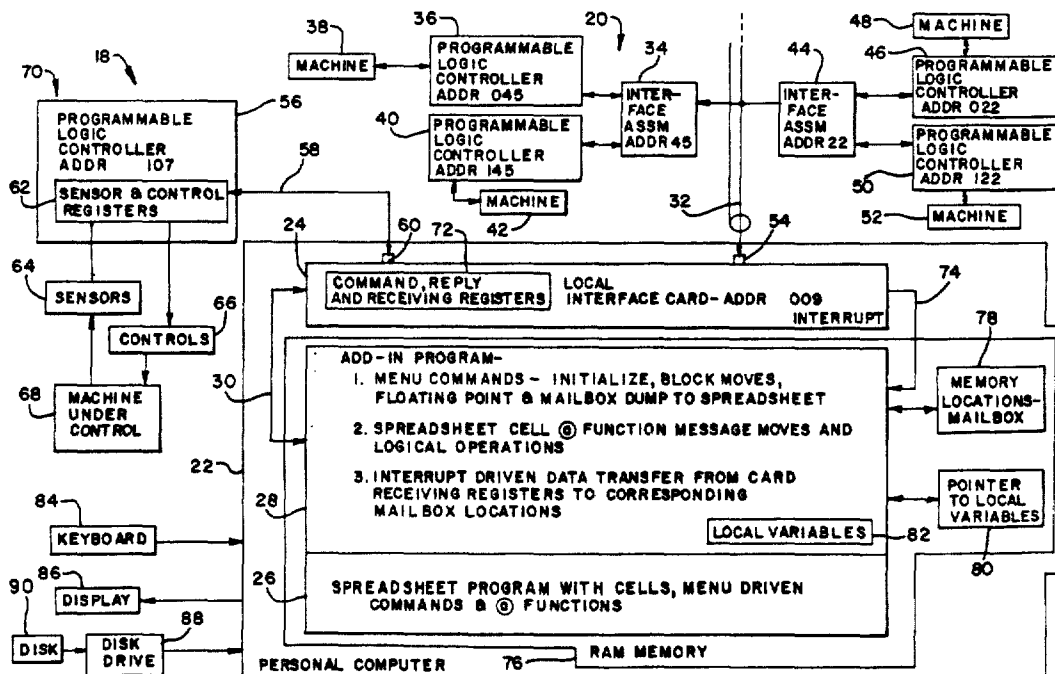 70
18
56
PROGRAMMABLE
LOGIC
CONTROLLER
ADDR 107
62
SENSOR & CONTROL
REGISTERS
58
64
SENSORS
66
CONTROLS
68
MACHINE
UNDER
CONTROL
38
MACHINE
36
PROGRAMMABLE
LOGIC
CONTROLLER
ADDR 045
40
PROGRAMMABLE
LOGIC
CONTROLLER
ADDR 145
MACHINE
42
20
34
INTER-
FACE
ASSM
ADDR 45
32
44
INTER-
FACE
ASSM
ADDR 22
48
MACHINE
46
PROGRAMMABLE
LOGIC
CONTROLLER
ADDR 022
PROGRAMMABLE
LOGIC
CONTROLLER
ADDR 122
50
MACHINE
52
24
60
72
54
COMMAND, REPLY
AND RECEIVING REGISTERS
LOCAL
INTERFACE CARD- ADDR 009
INTERRUPT
74
30
ADD-IN PROGRAM-
1. MENU COMMANDS - INITIALIZE, BLOCK MOVES,
FLOATING POINT & MAILBOX DUMP TO SPREADSHEET
2. SPREADSHEET CELL @ FUNCTION MESSAGE MOVES AND
LOGICAL OPERATIONS
3. INTERRUPT DRIVEN DATA TRANSFER FROM CARD
RECEIVING REGISTERS TO CORRESPONDING
MAILBOX LOCATIONS
LOCAL VARIABLES
82
78
MEMORY
LOCATIONS-
MAILBOX
POINTER
TO LOCAL
VARIABLES
80
22
28
84
KEYBOARD
26
SPREADSHEET PROGRAM WITH CELLS, MENU DRIVEN
COMMANDS & @ FUNCTIONS
86
DISPLAY
90
DISK
88
DISK
DRIVE
PERSONAL COMPUTER
76
RAM MEMORY